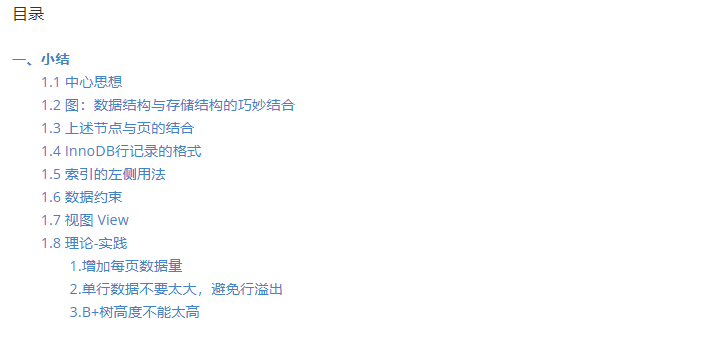 目录
一、小结
1.1 中心思想
1.2 图：数据结构与存储结构的巧妙结合
1.3 上述节点与页的结合
1.4 InnoDB行记录的格式
1.5 索引的左侧用法
1.6 数据约束
1.7 视图 View
1.8 理论-实践
1.增加每页数据量
2.单行数据不要太大，避免行溢出
3.B+树高度不能太高